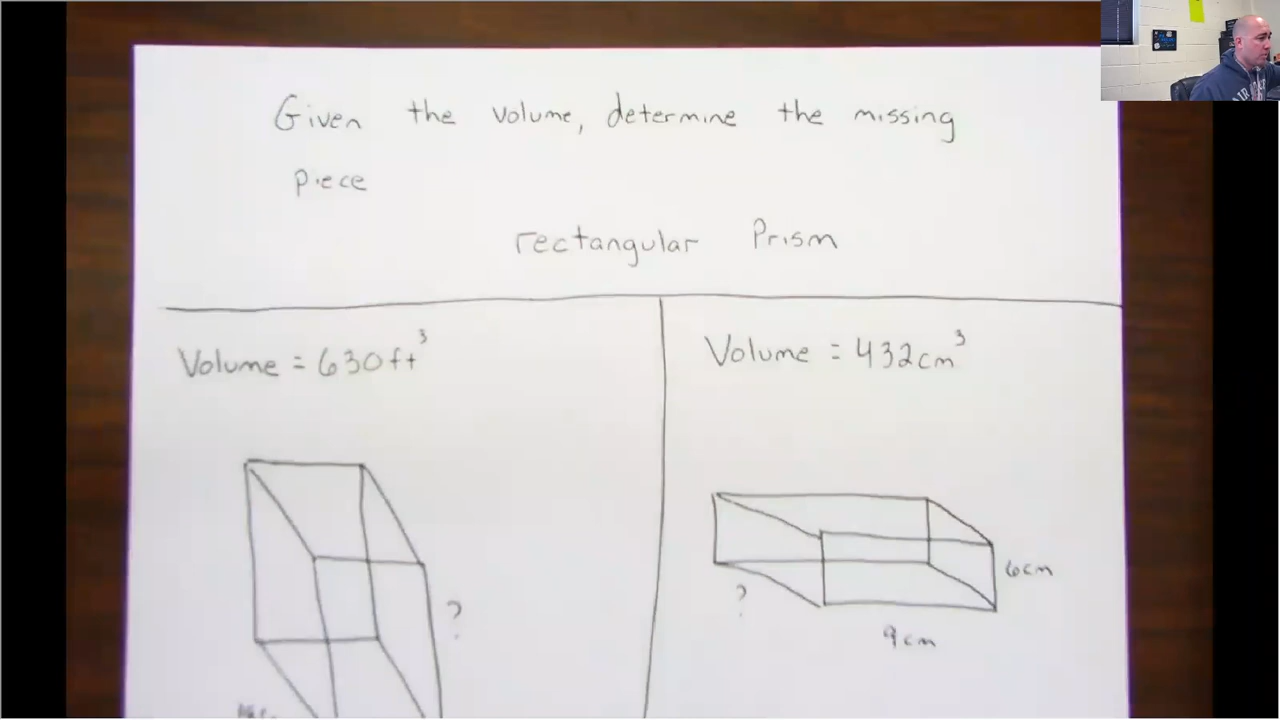 Given the volume, determine the missing
piece
rectangular Prism
Volume = 630ft³
Volume = 432cm³
?
6cm
?
9cm